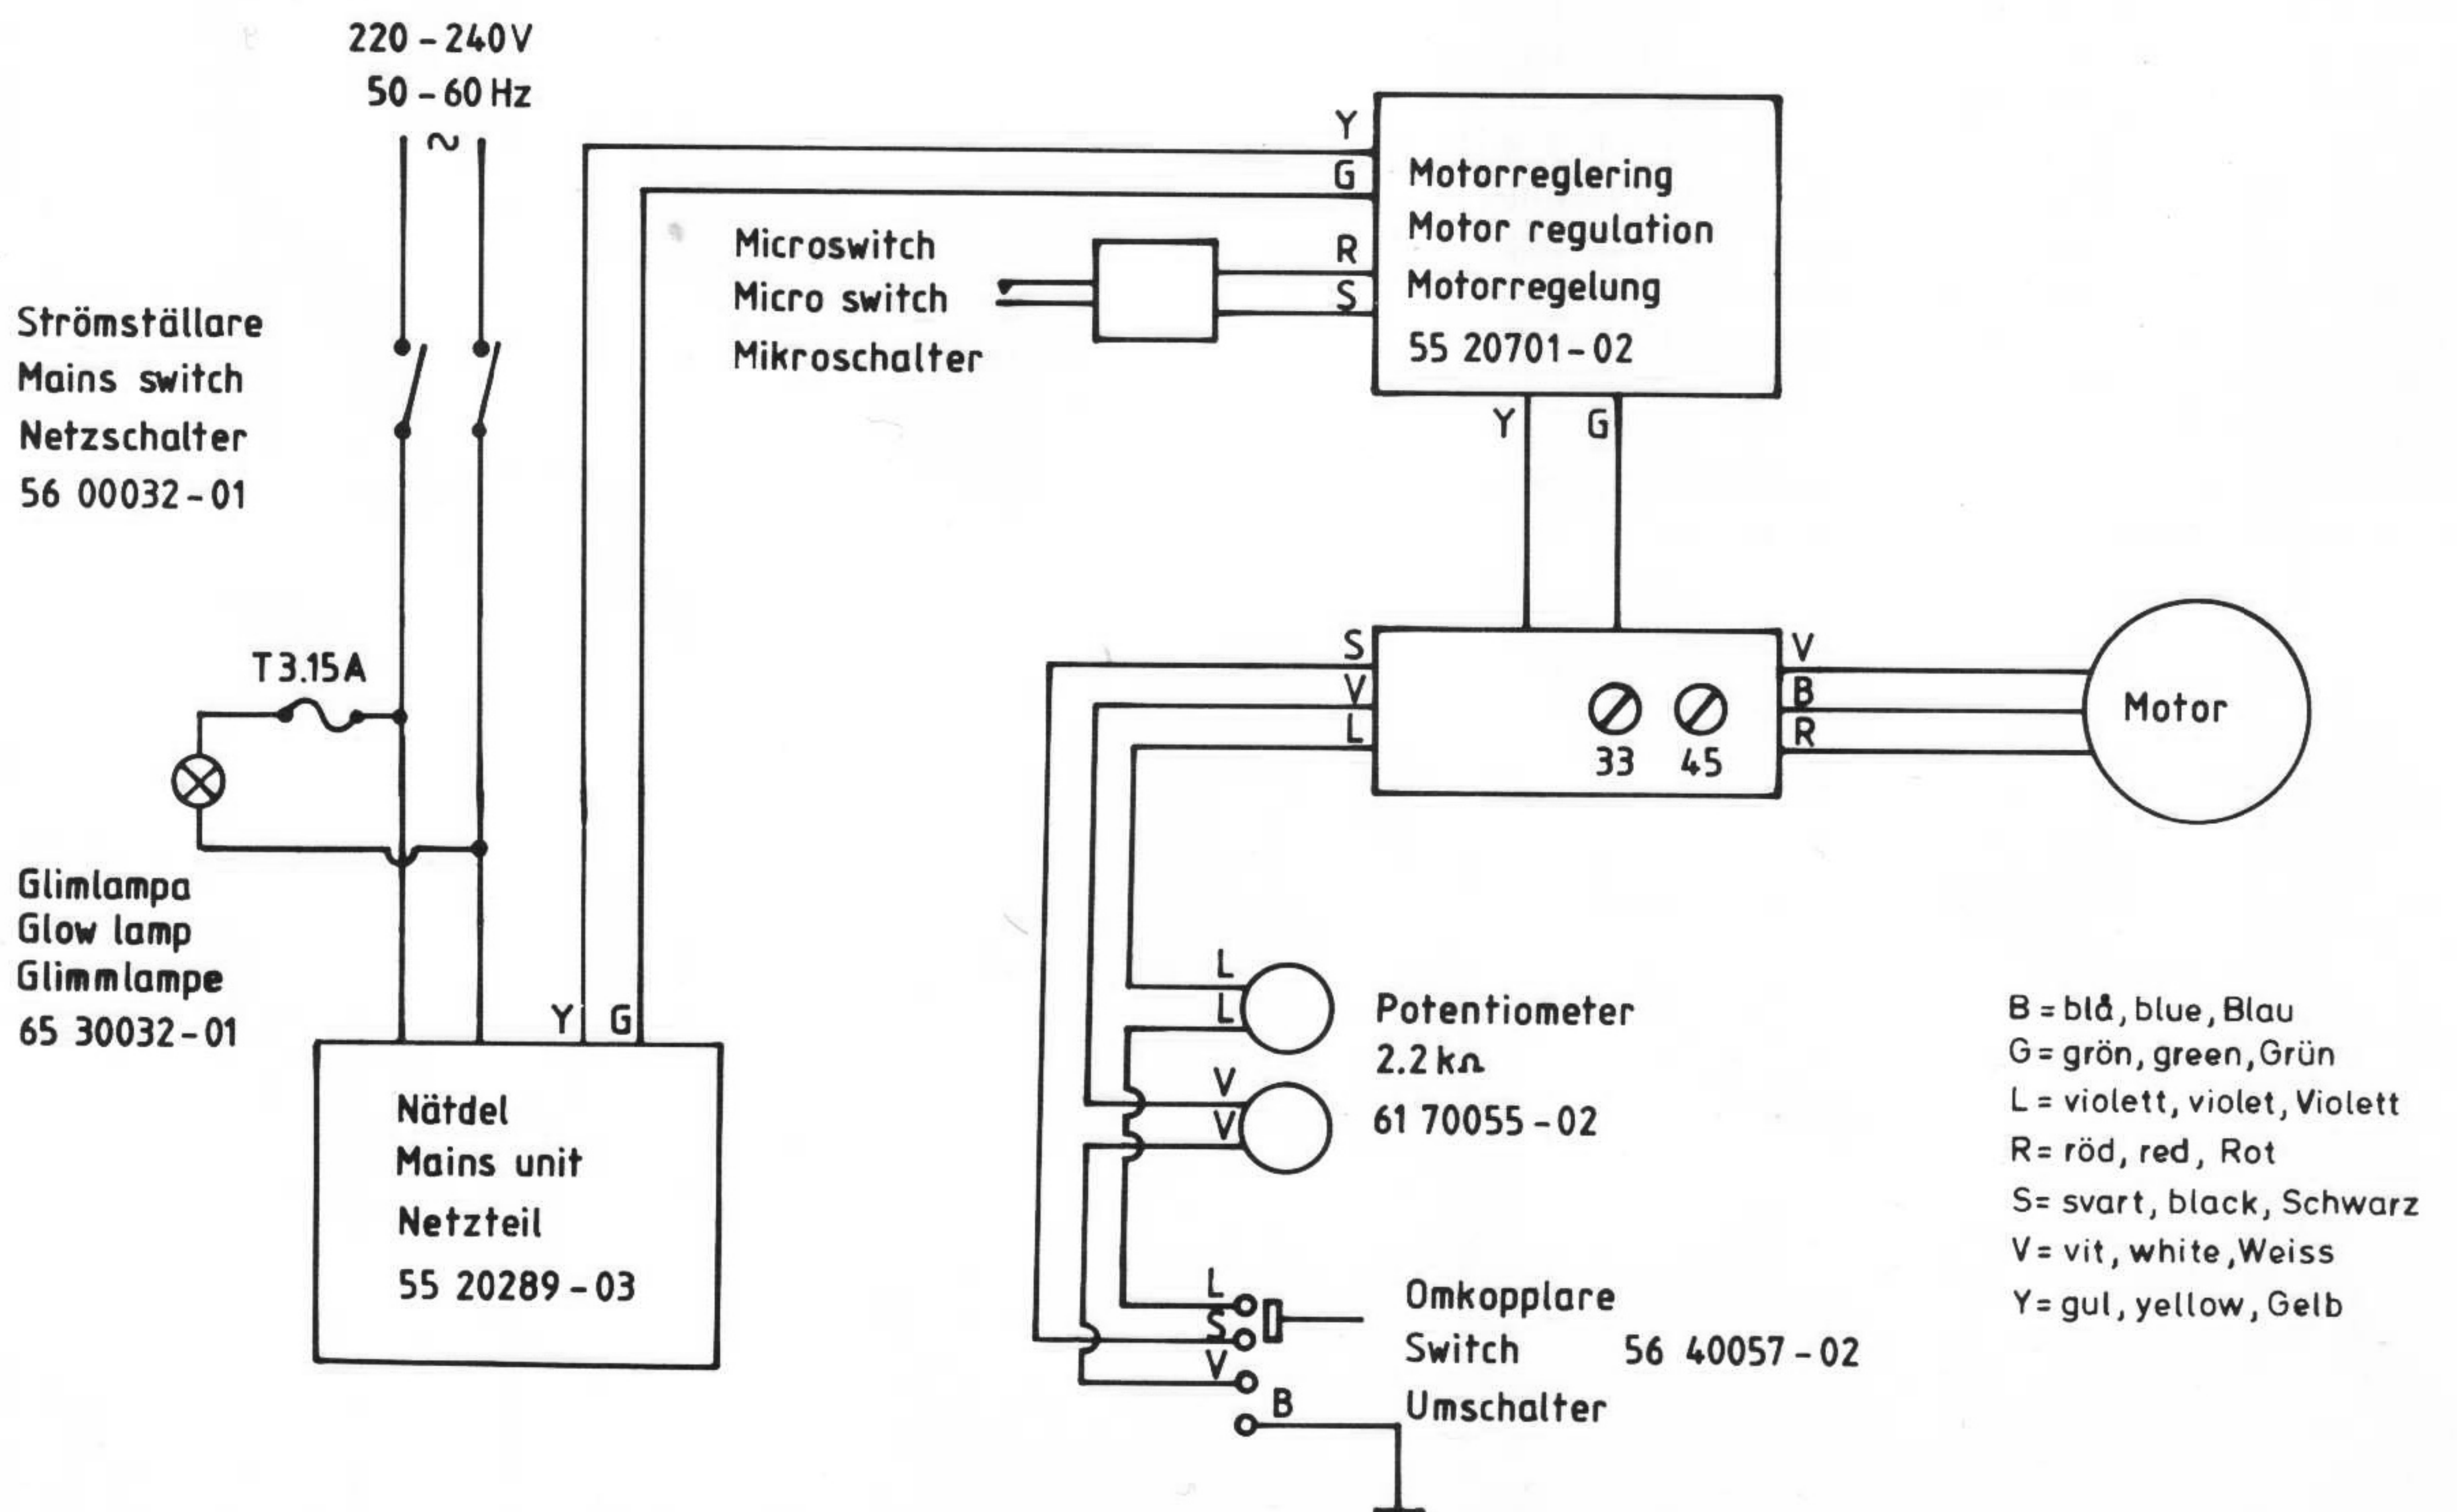 220 – 240 V
50 – 60 Hz
~
Strömställare
Mains switch
Netzschalter
56 00032 – 01
T 3.15 A
Glimlampa
Glow lamp
Glimmlampe
65 30032 – 01
Y G
Nätdel
Mains unit
Netzteil
55 20289 – 03
Microswitch
Micro switch
Mikroschalter
Y
G
R
S
Motorreglering
Motor regulation
Motorregelung
55 20701 – 02
Y G
S
V
L
33 45
V
B
R
Motor
L
L
V
V
Potentiometer
2.2 kΩ
61 70055 – 02
L
S
V
B
Omkopplare
Switch 56 40057 – 02
Umschalter
B = blå, blue, Blau
G = grön, green, Grün
L = violett, violet, Violett
R = röd, red, Rot
S = svart, black, Schwarz
V = vit, white, Weiss
Y = gul, yellow, Gelb